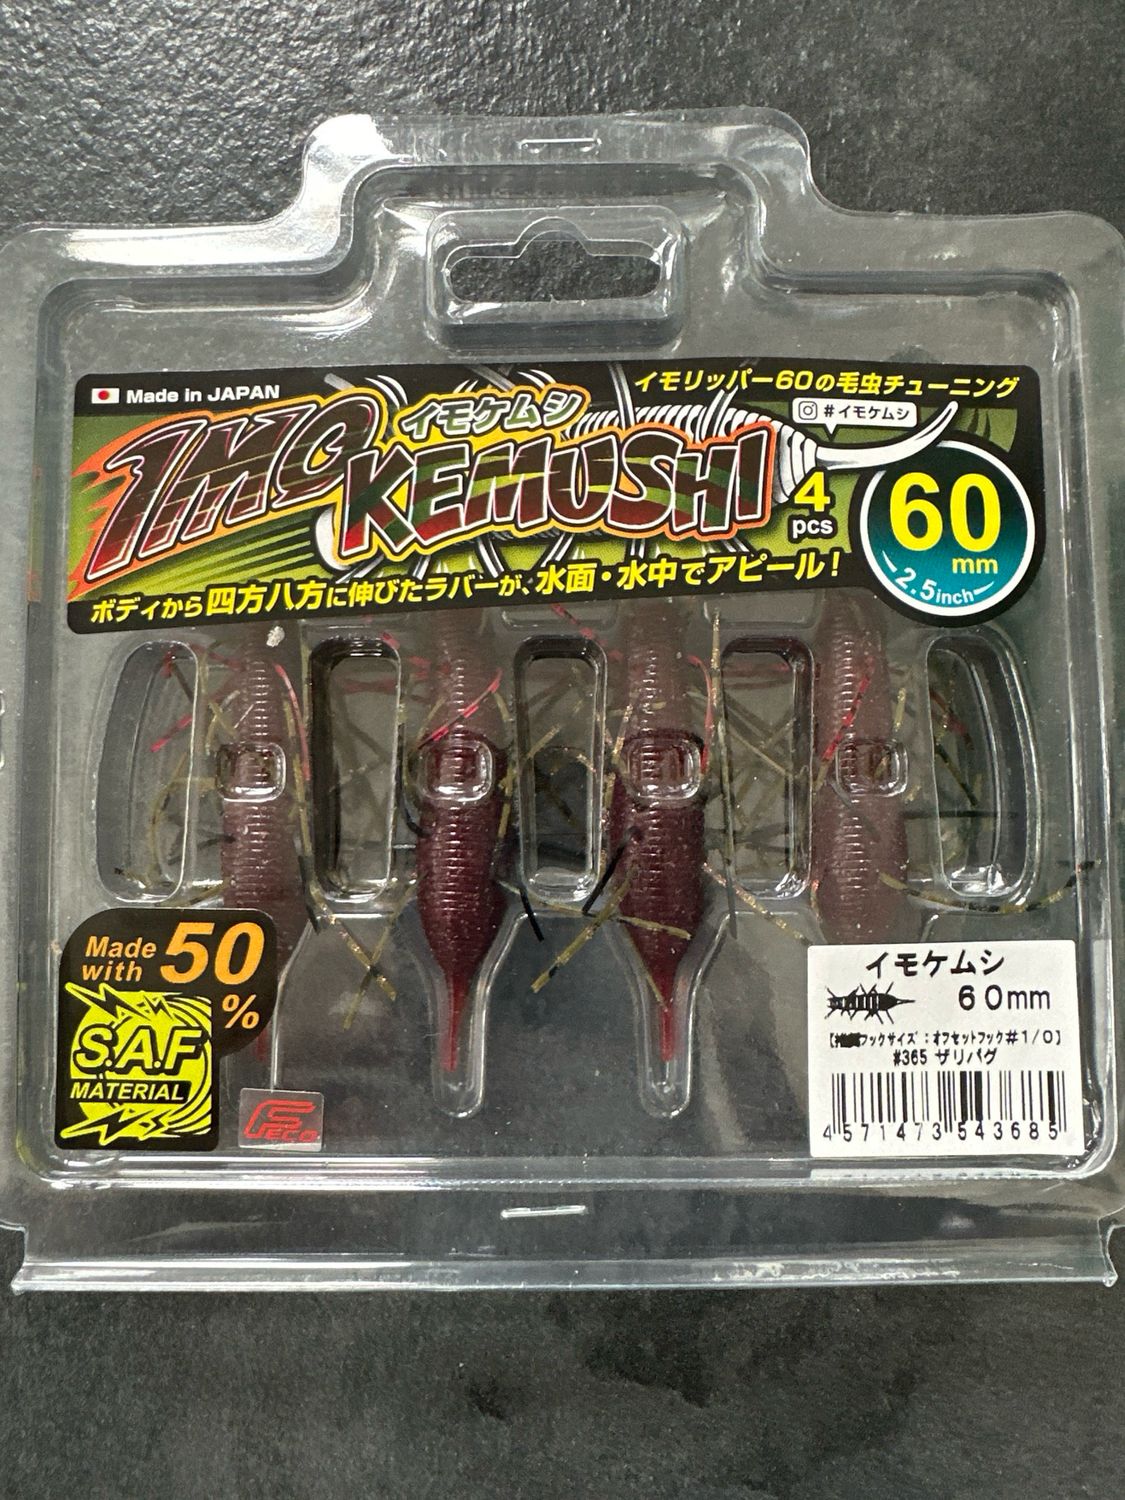 Made in JAPAN
イモリッパー60の毛虫チューニング
#イモケムシ
イモケムシ
IMO
KEMUSHI
4
pcs
60
mm
2.5inch
ボディから四方八方に伸びたラバーが、水面・水中でアピール!
Made
with 50
%
S.A.F
MATERIAL
FECO
イモケムシ
60mm
フックサイズ:オフセットフック#1/0】
#365 ザリバグ
4571473543685